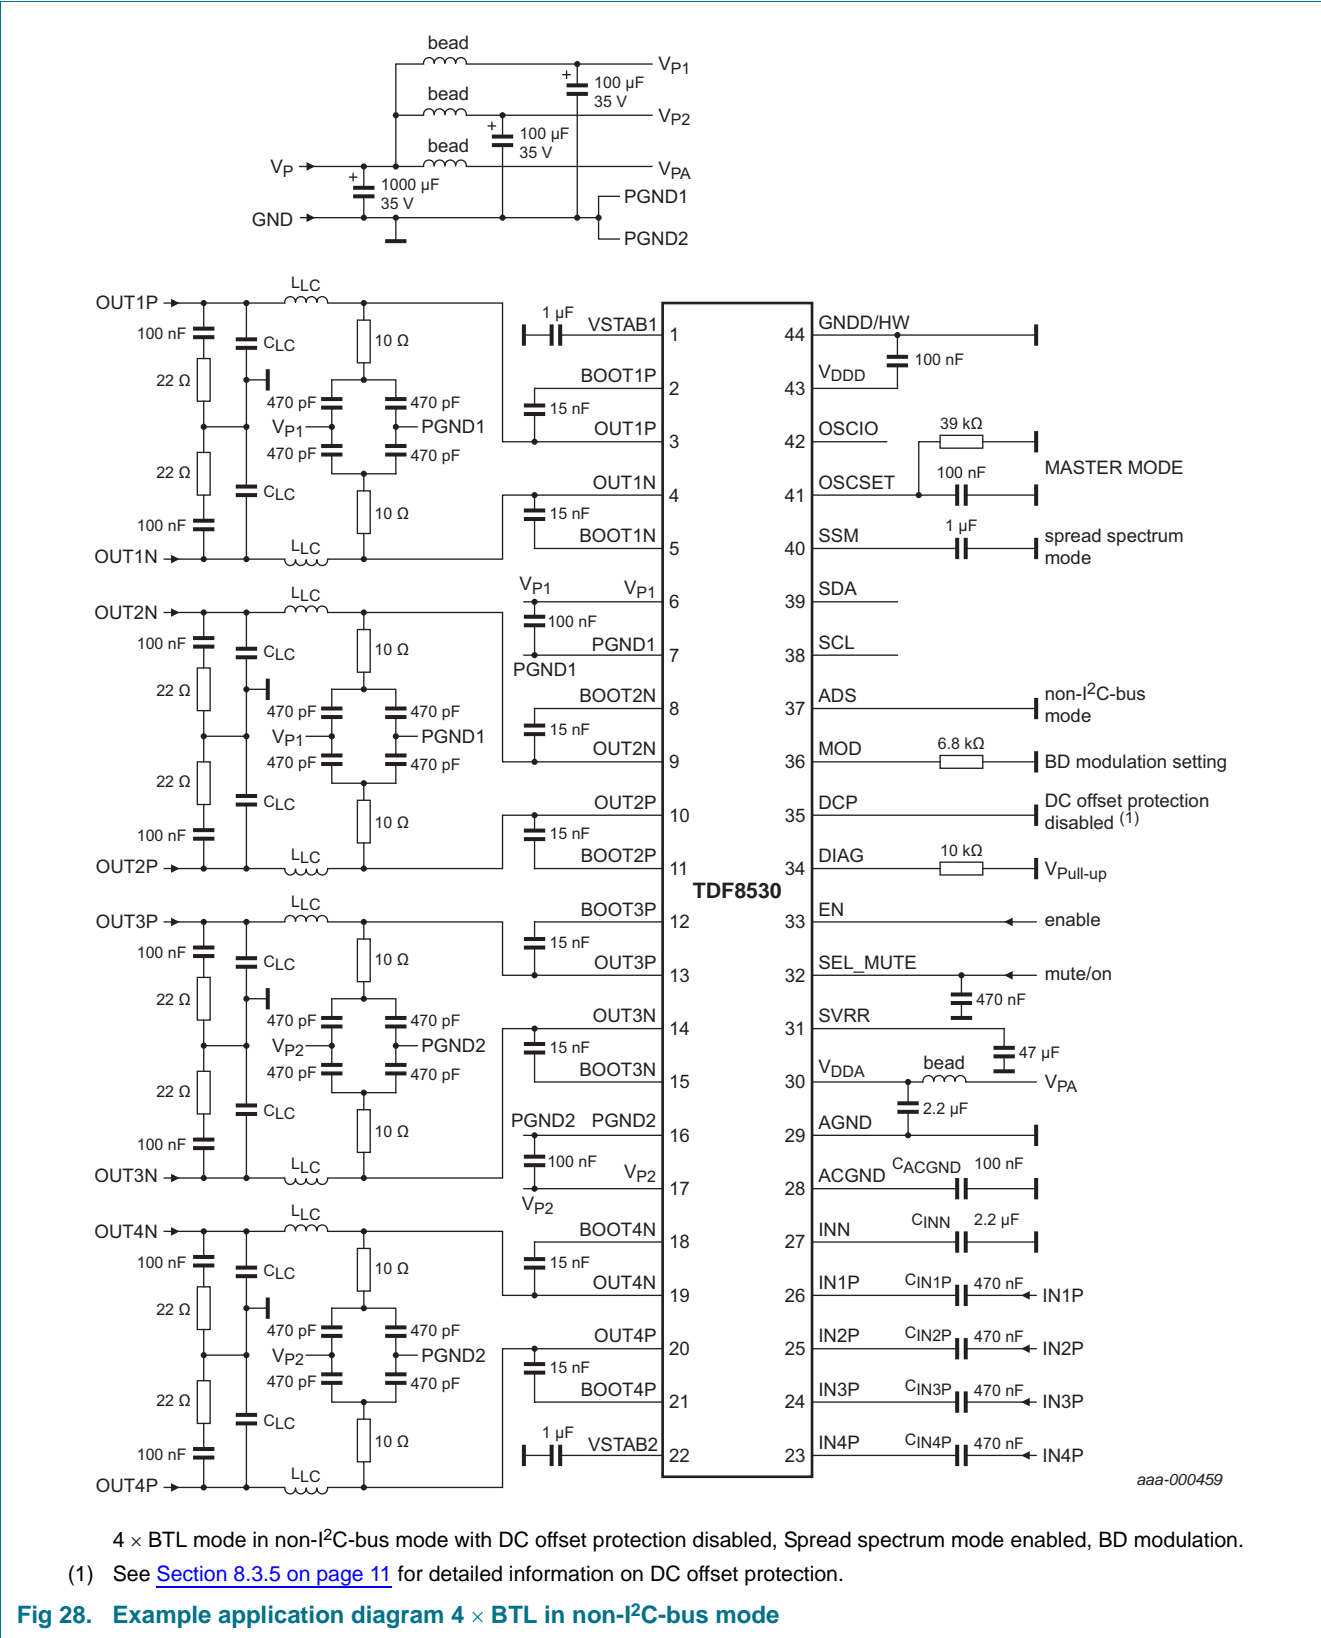 bead
VP1
100 µF
35 V
bead
VP2
100 µF
35 V
bead
VP
VPA
1000 µF
35 V
PGND1
GND
PGND2
OUT1P
LLC
100 nF
CLC
10 Ω
22 Ω
470 pF
470 pF
VP1
PGND1
470 pF
470 pF
22 Ω
CLC
10 Ω
100 nF
OUT1N
LLC
OUT2N
LLC
100 nF
CLC
10 Ω
22 Ω
470 pF
470 pF
VP1
PGND1
470 pF
470 pF
22 Ω
CLC
10 Ω
100 nF
OUT2P
LLC
OUT3P
LLC
100 nF
CLC
10 Ω
22 Ω
470 pF
470 pF
VP2
PGND2
470 pF
470 pF
22 Ω
CLC
10 Ω
100 nF
OUT3N
LLC
OUT4N
LLC
100 nF
CLC
10 Ω
22 Ω
470 pF
470 pF
VP2
PGND2
470 pF
470 pF
22 Ω
CLC
10 Ω
100 nF
OUT4P
LLC
1 µF
VSTAB1
1
BOOT1P
2
15 nF
OUT1P
3
OUT1N
4
15 nF
BOOT1N
5
VP1
VP1
6
100 nF
PGND1
7
PGND1
BOOT2N
8
15 nF
OUT2N
9
OUT2P
10
15 nF
BOOT2P
11
BOOT3P
12
15 nF
OUT3P
13
OUT3N
14
15 nF
BOOT3N
15
PGND2
PGND2
16
100 nF
VP2
17
VP2
BOOT4N
18
15 nF
OUT4N
19
OUT4P
20
15 nF
BOOT4P
21
1 µF
VSTAB2
22
TDF8530
44
GNDD/HW
100 nF
43
VDDD
42
OSCIO
39 kΩ
MASTER MODE
41
OSCSET
100 nF
40
SSM
1 µF
spread spectrum
mode
39
SDA
38
SCL
37
ADS
non-I2C-bus
mode
36
MOD
6.8 kΩ
BD modulation setting
35
DCP
DC offset protection
disabled (1)
34
DIAG
10 kΩ
VPull-up
33
EN
enable
32
SEL_MUTE
mute/on
470 nF
31
SVRR
47 µF
30
VDDA
bead
VPA
2.2 µF
29
AGND
28
ACGND
CACGND
100 nF
27
INN
CINN
2.2 µF
26
IN1P
CIN1P
470 nF
IN1P
25
IN2P
CIN2P
470 nF
IN2P
24
IN3P
CIN3P
470 nF
IN3P
23
IN4P
CIN4P
470 nF
IN4P
aaa-000459
4 × BTL mode in non-I2C-bus mode with DC offset protection disabled, Spread spectrum mode enabled, BD modulation.
(1) See Section 8.3.5 on page 11 for detailed information on DC offset protection.
Fig 28. Example application diagram 4 × BTL in non-I2C-bus mode